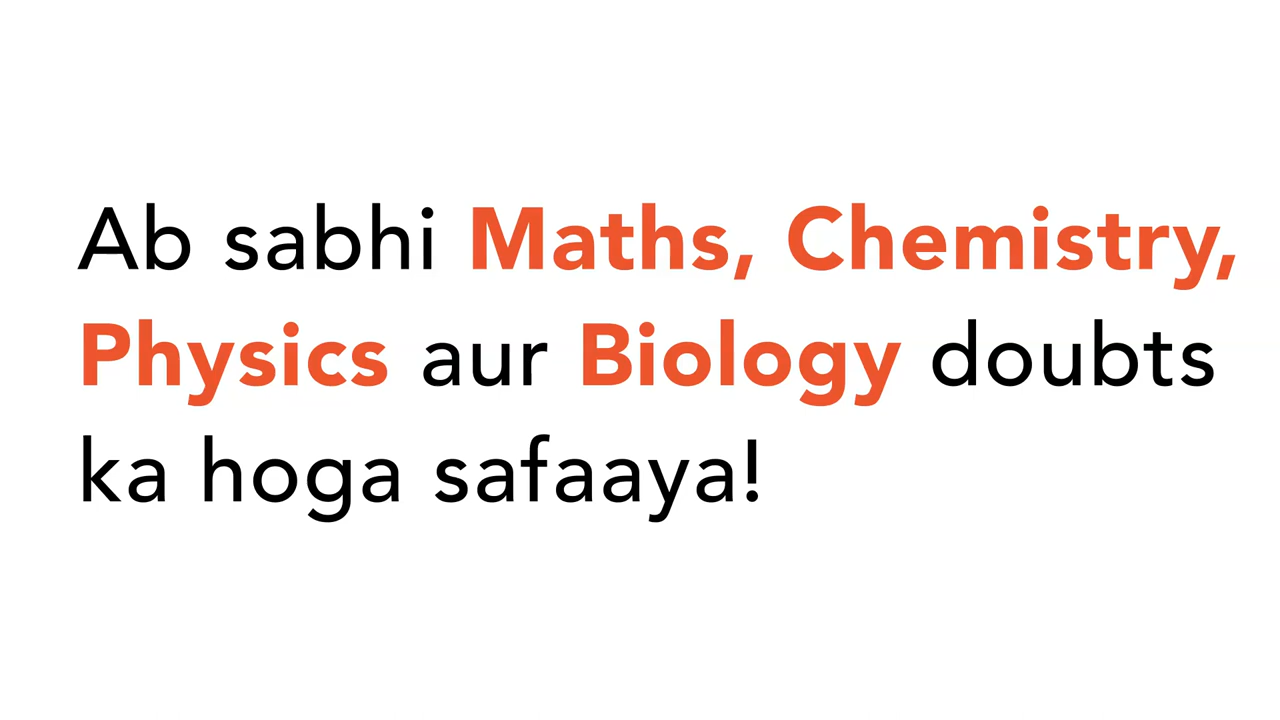 Ab sabhi Maths, Chemistry,
Physics aur Biology doubts
ka hoga safaaya!